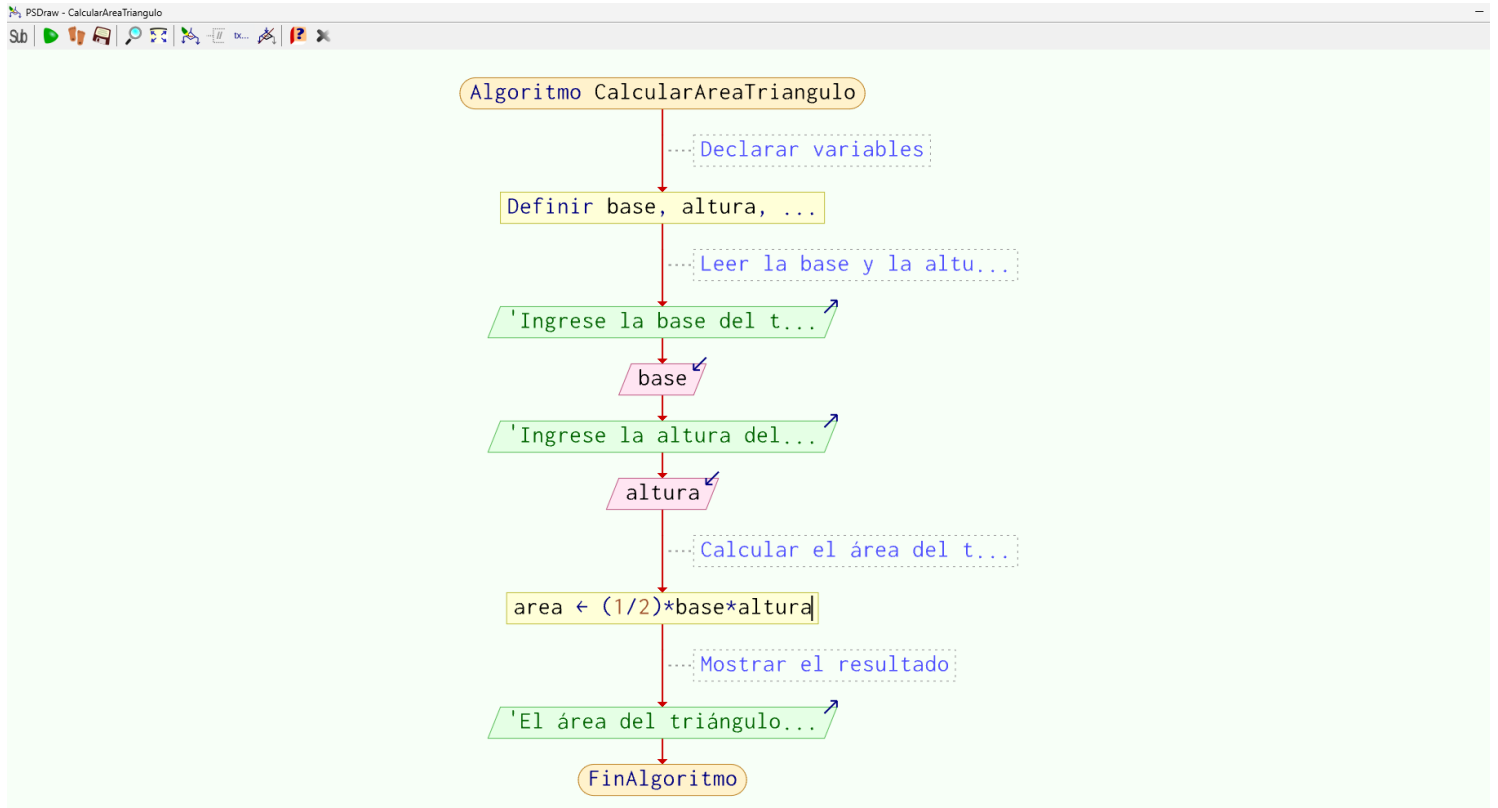 PSDraw - CalcularAreaTriangulo
Sub
tx...
Algoritmo CalcularAreaTriangulo
Declarar variables
Definir base, altura, ...
Leer la base y la altu...
'Ingrese la base del t...
base
'Ingrese la altura del...
altura
Calcular el área del t...
area ← (1/2)*base*altura
Mostrar el resultado
'El área del triángulo...
FinAlgoritmo